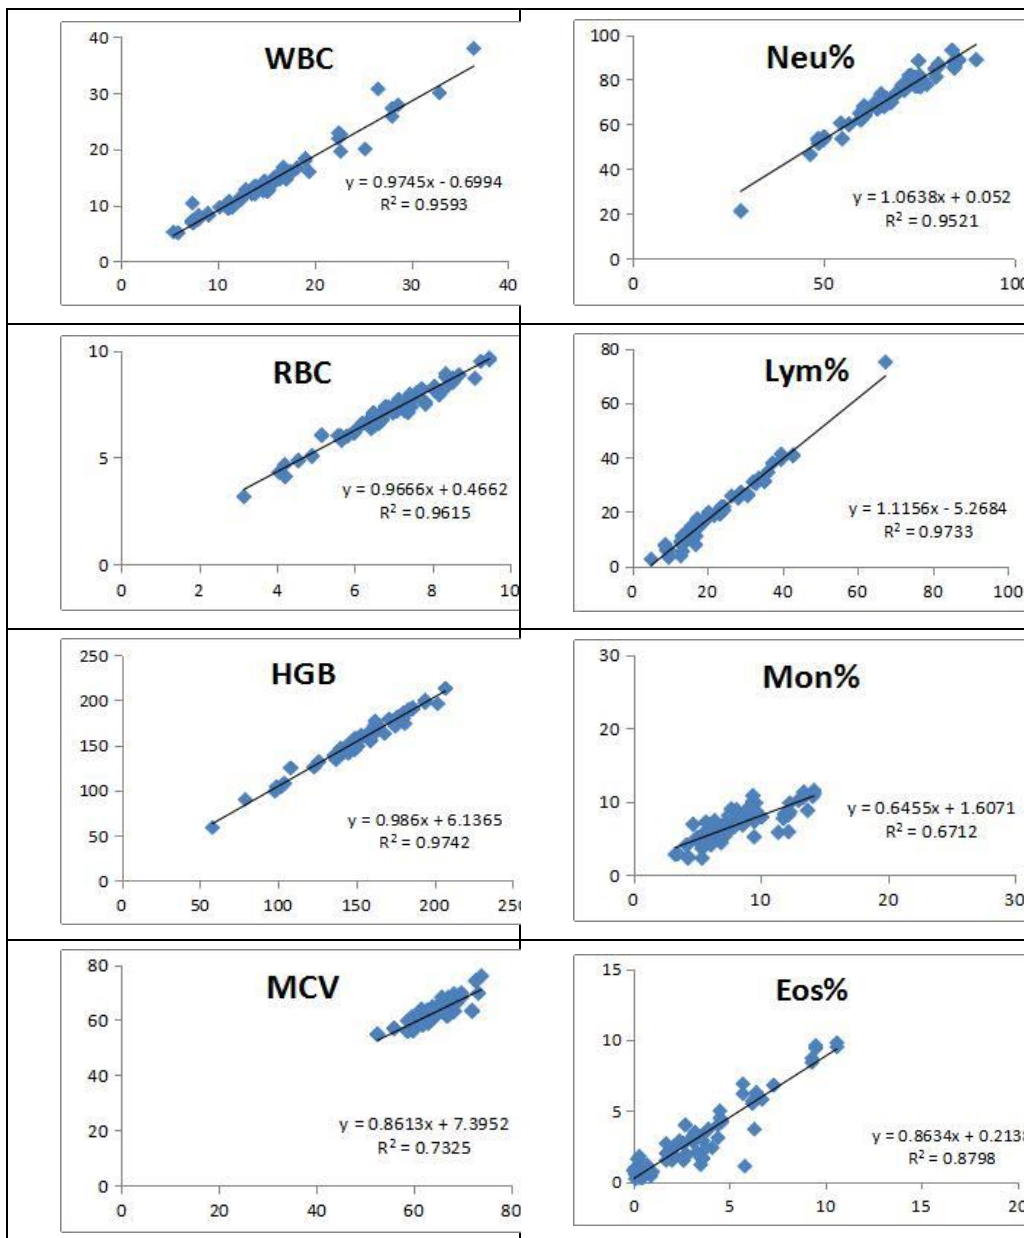 WBC
40
30
20
10
0
y = 0.9745x - 0.6994
R² = 0.9593
0 10 20 30 40
Neu%
100
80
60
40
20
0
y = 1.0638x + 0.052
R² = 0.9521
0 50 100
RBC
10
5
0
y = 0.9666x + 0.4662
R² = 0.9615
0 2 4 6 8 10
Lym%
80
60
40
20
0
y = 1.1156x - 5.2684
R² = 0.9733
0 20 40 60 80 100
HGB
250
200
150
100
50
0
y = 0.986x + 6.1365
R² = 0.9742
0 50 100 150 200 250
Mon%
30
20
10
0
y = 0.6455x + 1.6071
R² = 0.6712
0 10 20 30
MCV
80
60
40
20
0
y = 0.8613x + 7.3952
R² = 0.7325
0 20 40 60 80
Eos%
15
10
5
0
y = 0.8634x + 0.2138
R² = 0.8798
0 5 10 15 20